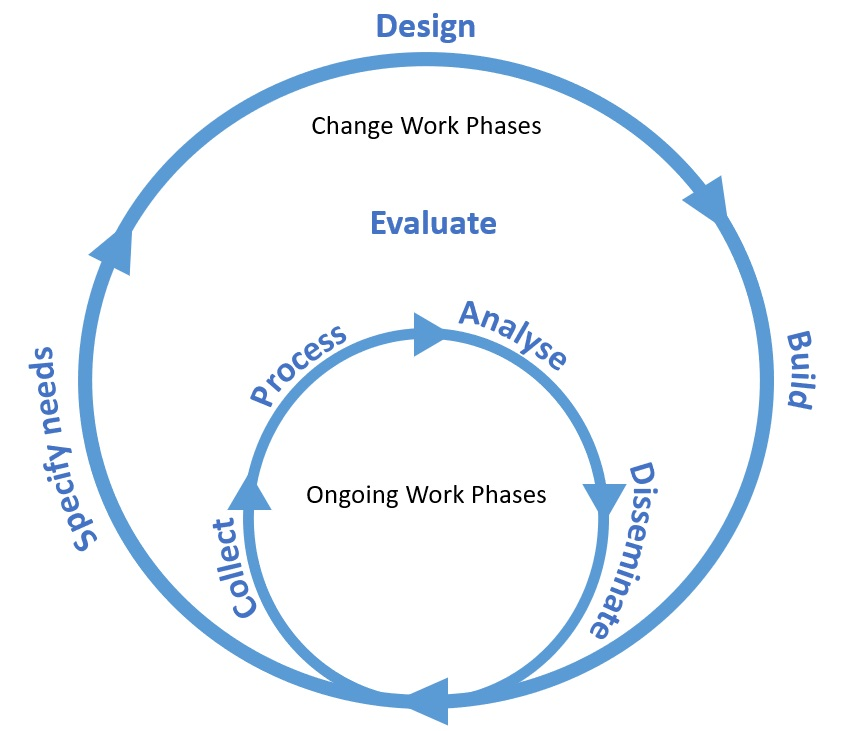 Design
Change Work Phases
Evaluate
Analyse
Process
Build
Specify needs
Ongoing Work Phases
Disseminate
Collect